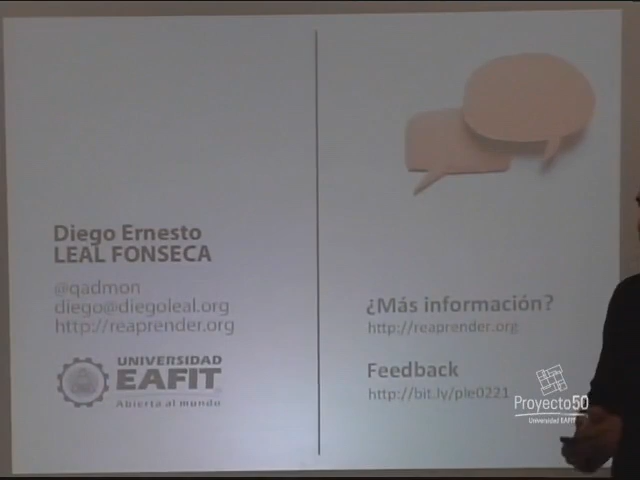 Diego Ernesto
LEAL FONSECA
@qadmon
diego@diegoleal.org
http://reaprender.org
UNIVERSIDAD
EAFIT
Abierta al mundo
¿Más información?
http://reaprender.org
Feedback
http://bit.ly/ple0221
Proyecto50
Universidad EAFIT